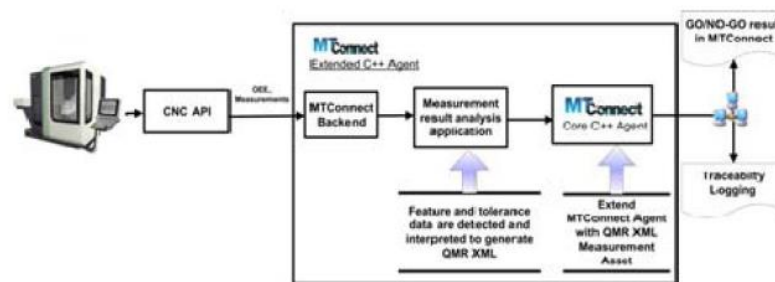 GO/NO-GO result
in MTConnect
MTConnect
Extended C++ Agent
OEE,
Measurements
CNC API
MTConnect
Backend
Measurement
result analysis
application
MTConnect
Core C++ Agent
Feature and tolerance
data are detected and
interpreted to generate
QMR XML
Extend
MTConnect Agent
with QMR XML
Measurement
Asset
Traceabilty
Logging